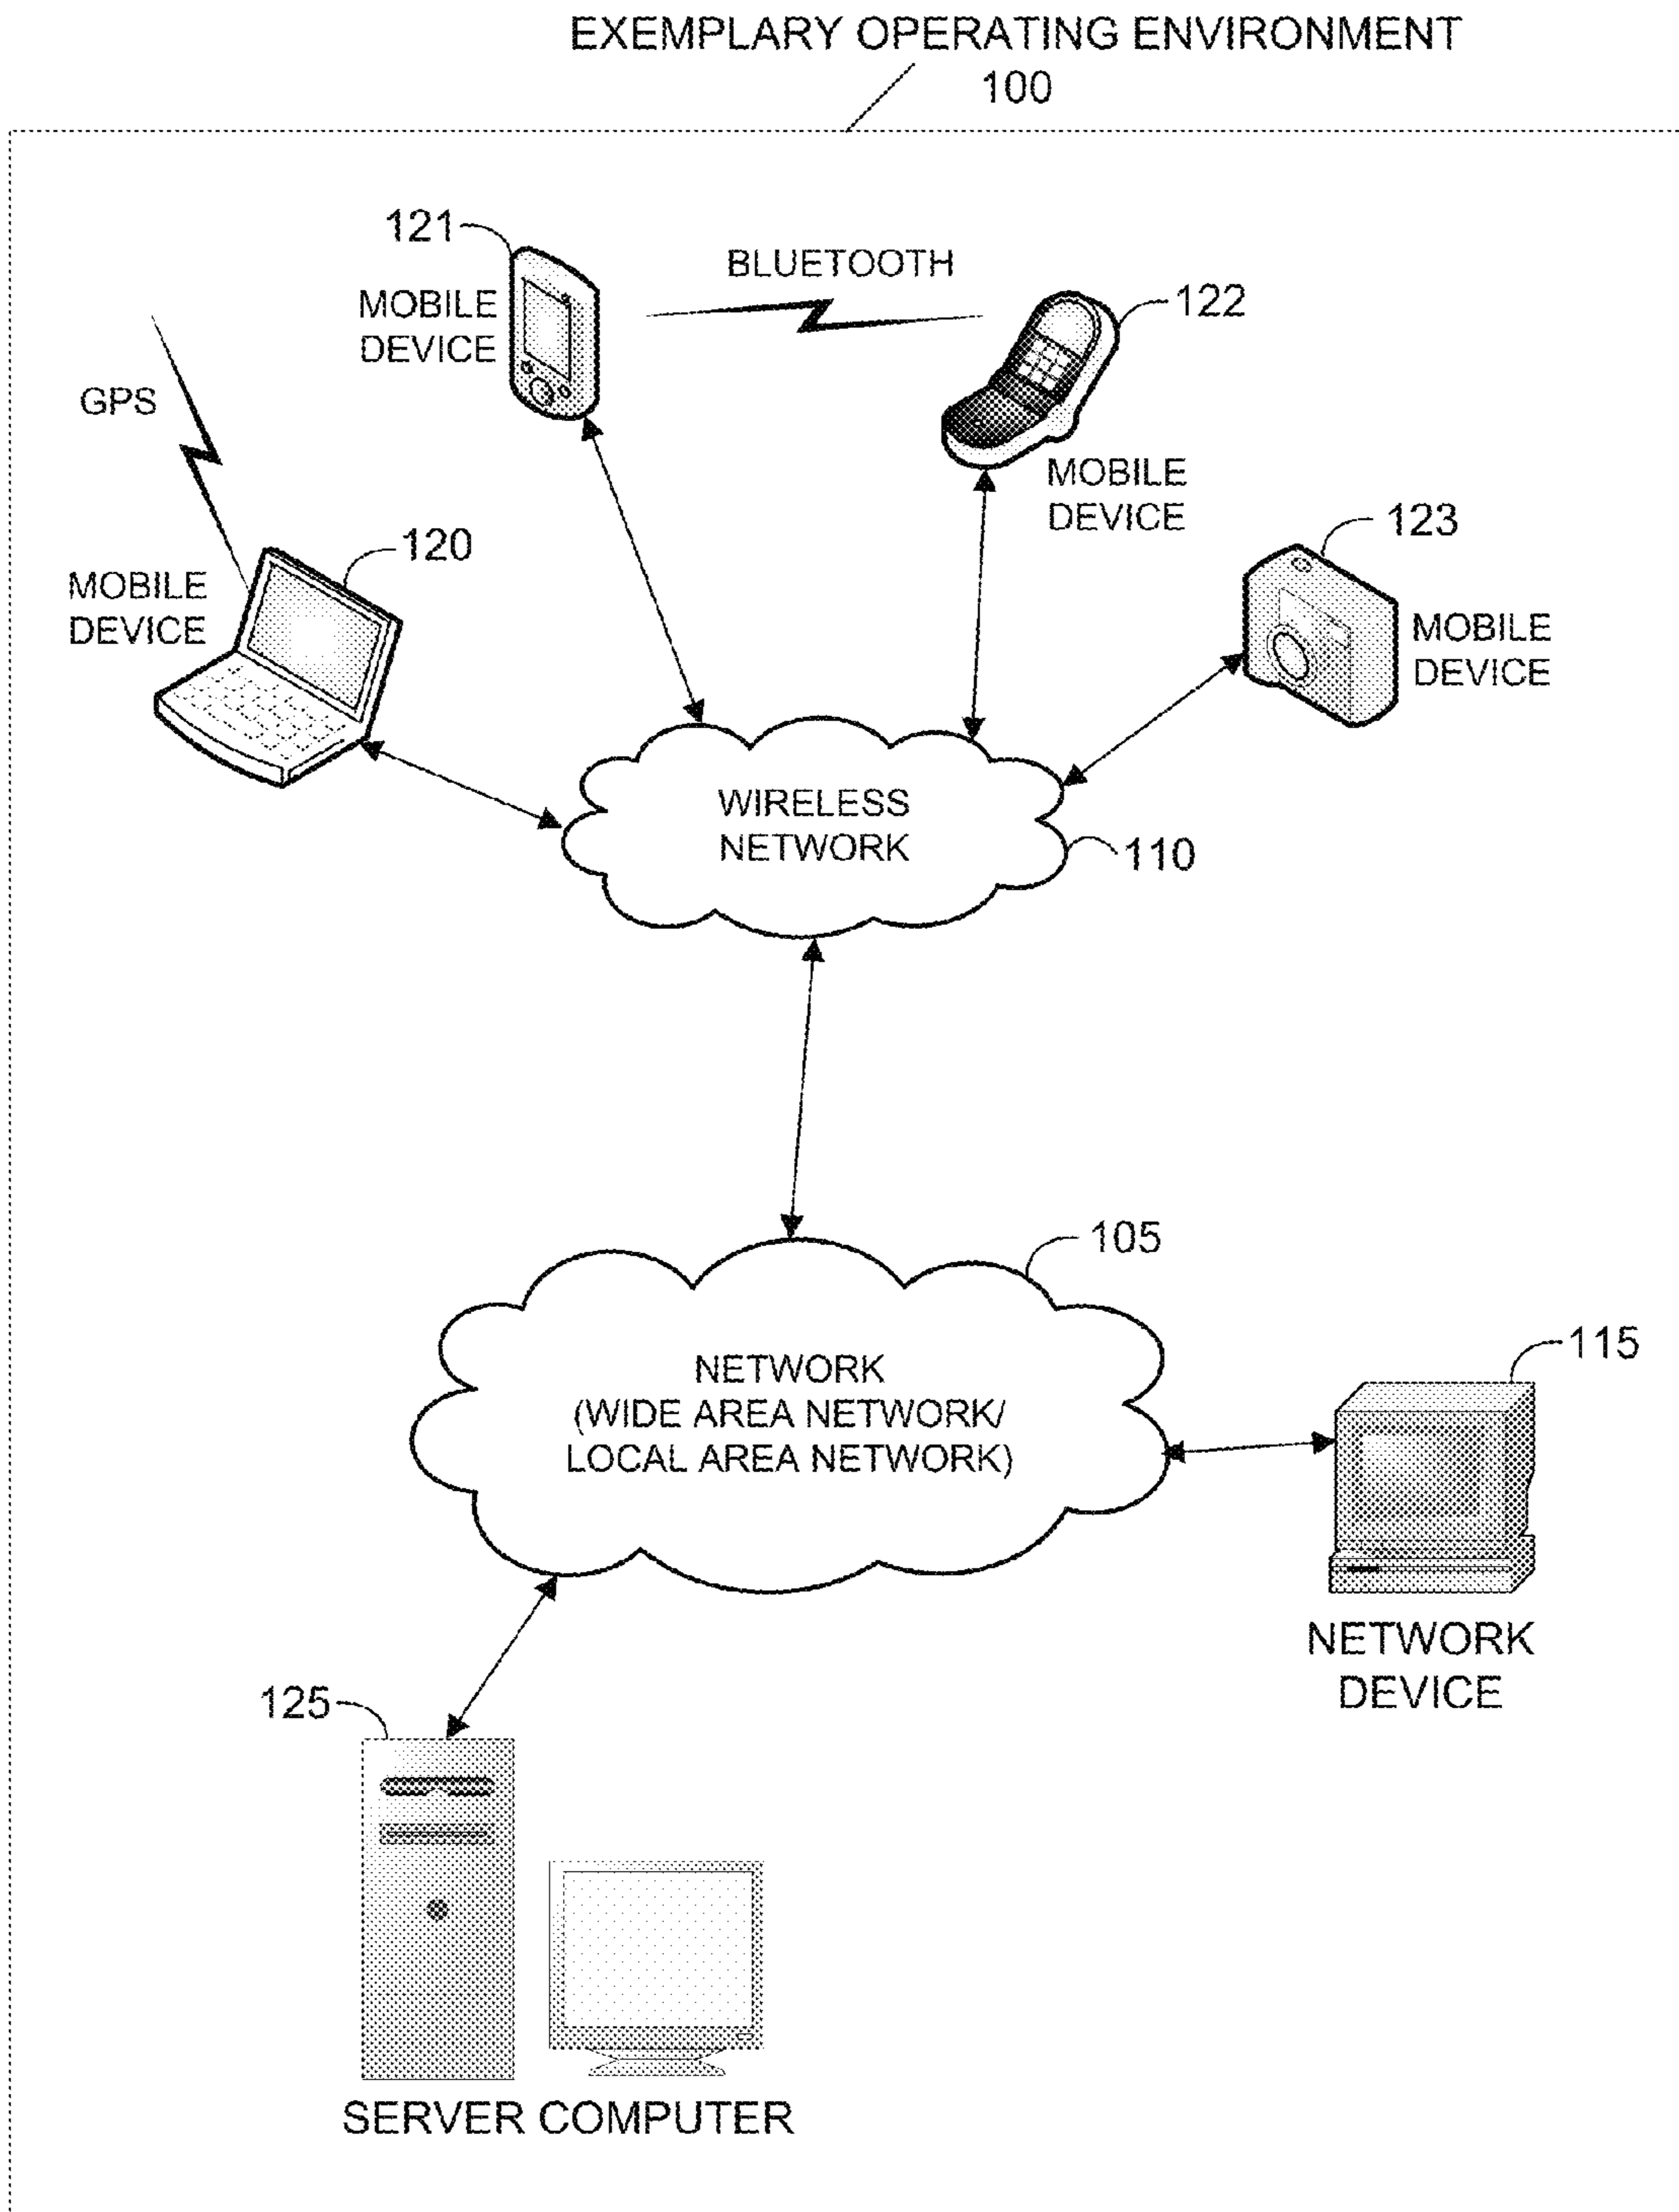 EXEMPLARY OPERATING ENVIRONMENT
100
121
BLUETOOTH
MOBILE
DEVICE
122
GPS
MOBILE
DEVICE
123
120
MOBILE
DEVICE
MOBILE
DEVICE
WIRELESS
NETWORK
110
105
NETWORK
(WIDE AREA NETWORK/
LOCAL AREA NETWORK)
115
NETWORK
DEVICE
125
SERVER COMPUTER